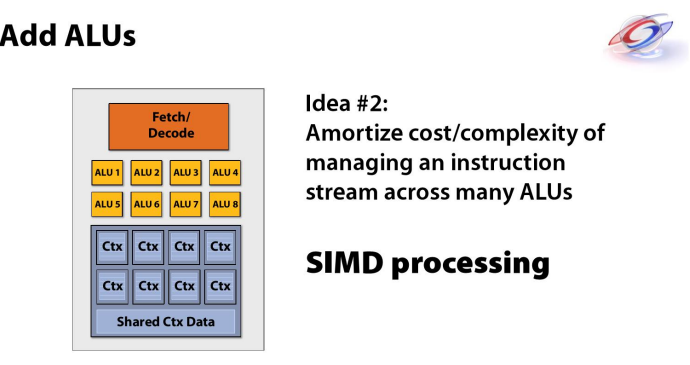 Add ALUs
Fetch/
Decode
ALU 1 ALU 2 ALU 3 ALU 4
ALU 5 ALU 6 ALU 7 ALU 8
Ctx Ctx Ctx Ctx
Ctx Ctx Ctx Ctx
Shared Ctx Data
Idea #2:
Amortize cost/complexity of
managing an instruction
stream across many ALUs
SIMD processing